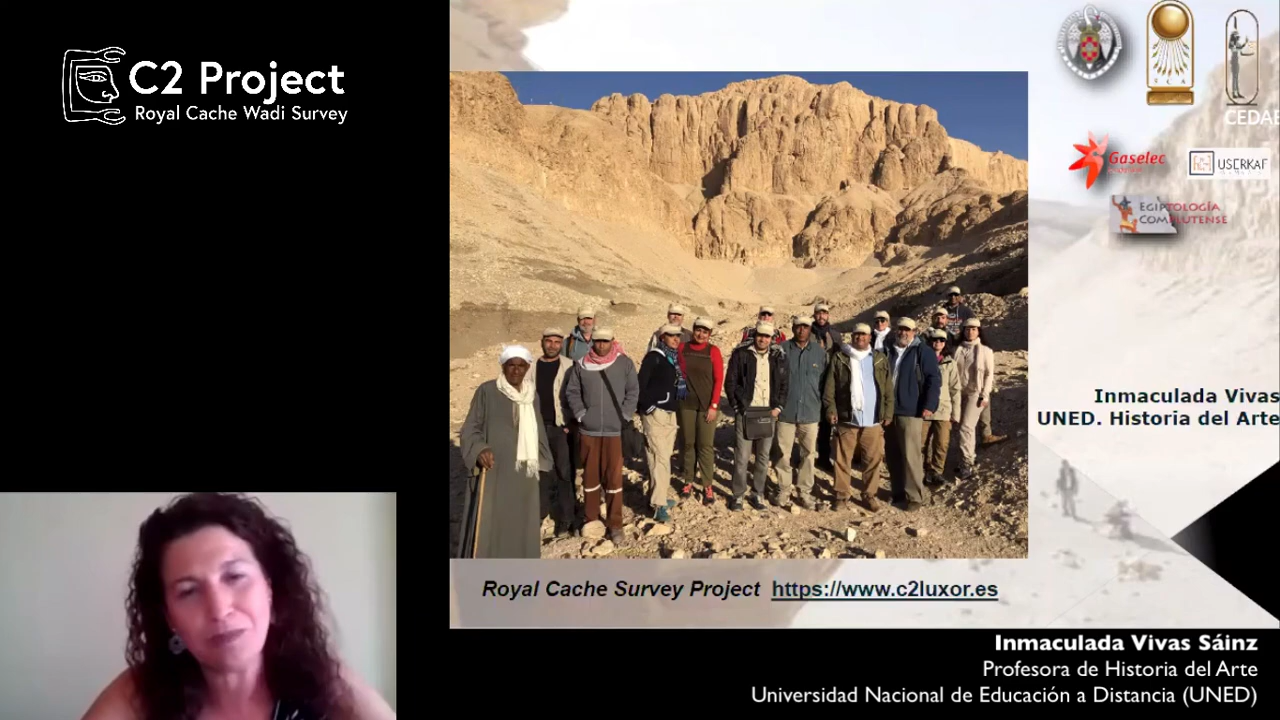 C2 Project
Royal Cache Wadi Survey
S C A
CEDAE
Gaselec
USERKAF
EGIPTOLOGÍA
COMPLUTENSE
Inmaculada Vivas
UNED. Historia del Arte
Royal Cache Survey Project https://www.c2luxor.es
Inmaculada Vivas Sáinz
Profesora de Historia del Arte
Universidad Nacional de Educación a Distancia (UNED)